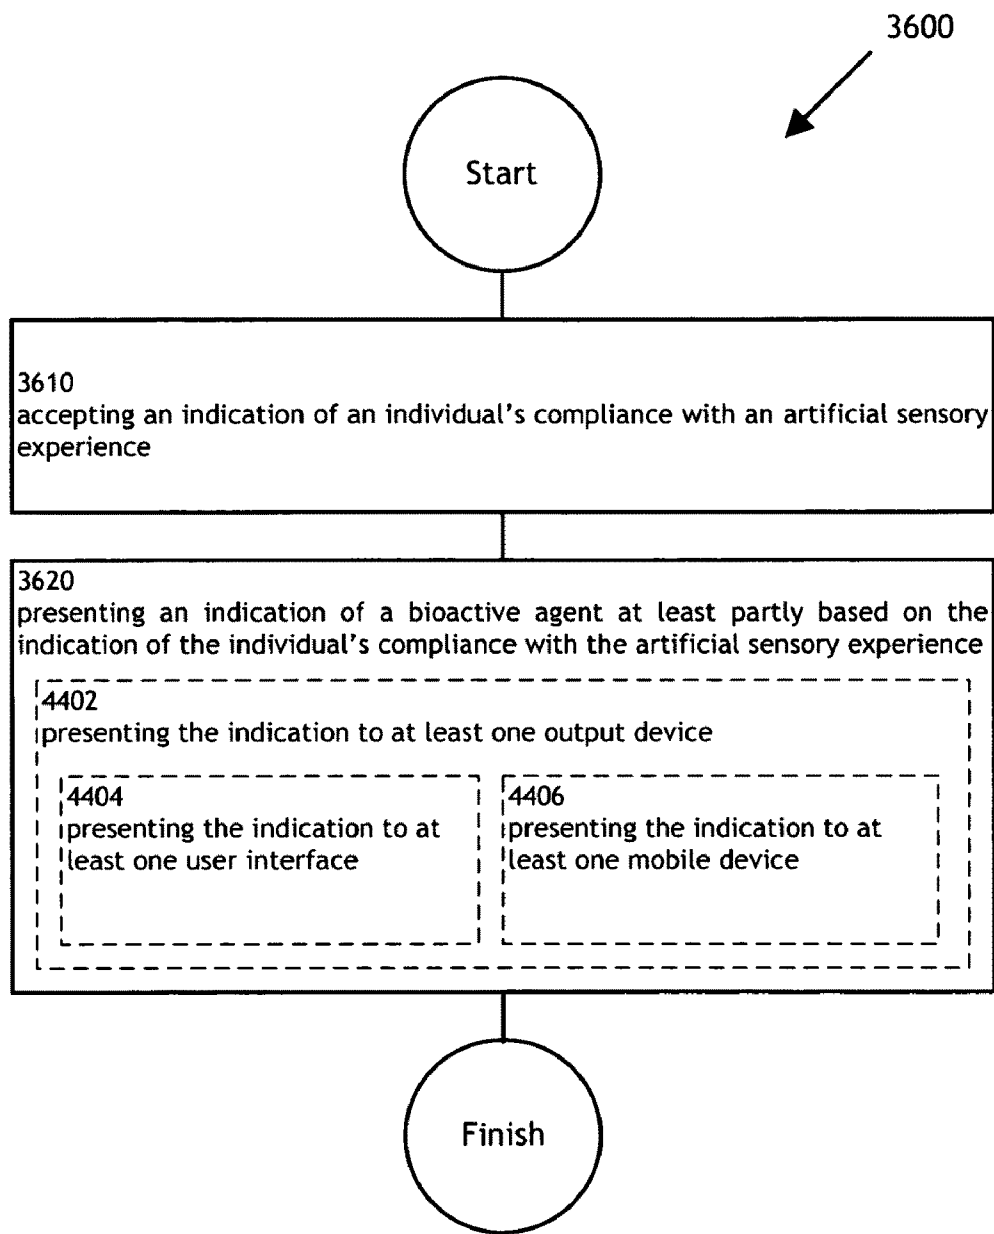 3600
Start
3610
accepting an indication of an individual's compliance with an artificial sensory
experience
3620
presenting an indication of a bioactive agent at least partly based on the
indication of the individual's compliance with the artificial sensory experience
4402
presenting the indication to at least one output device
4404
presenting the indication to at
least one user interface
4406
presenting the indication to at
least one mobile device
Finish